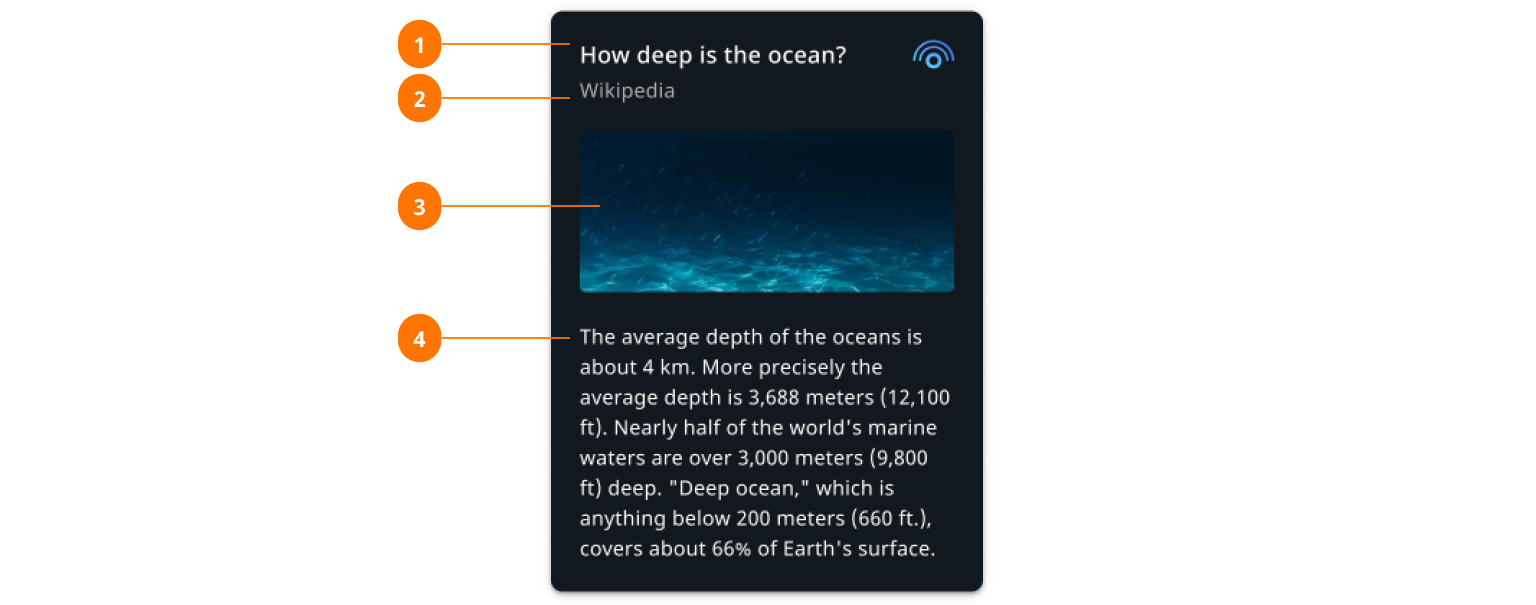 1
How deep is the ocean?
2
Wikipedia
3
4
The average depth of the oceans is
about 4 km. More precisely the
average depth is 3,688 meters (12,100
ft). Nearly half of the world's marine
waters are over 3,000 meters (9,800
ft) deep. "Deep ocean," which is
anything below 200 meters (660 ft.),
covers about 66% of Earth's surface.